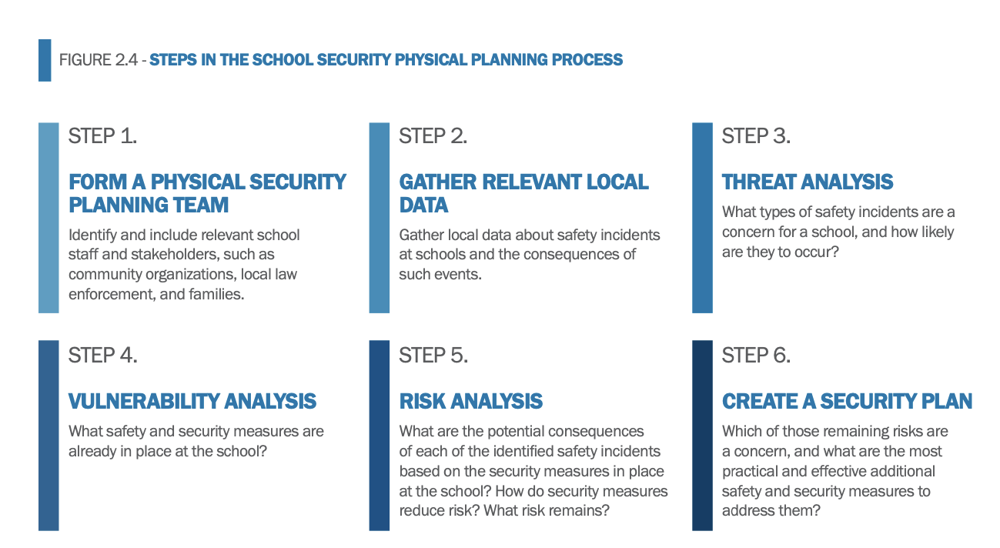 FIGURE 2.4 - STEPS IN THE SCHOOL SECURITY PHYSICAL PLANNING PROCESS
STEP 1.
FORM A PHYSICAL SECURITY
PLANNING TEAM
Identify and include relevant school
staff and stakeholders, such as
community organizations, local law
enforcement, and families.
STEP 2.
GATHER RELEVANT LOCAL
DATA
Gather local data about safety incidents
at schools and the consequences of
such events.
STEP 3.
THREAT ANALYSIS
What types of safety incidents are a
concern for a school, and how likely
are they to occur?
STEP 4.
VULNERABILITY ANALYSIS
What safety and security measures are
already in place at the school?
STEP 5.
RISK ANALYSIS
What are the potential consequences
of each of the identified safety incidents
based on the security measures in place
at the school? How do security measures
reduce risk? What risk remains?
STEP 6.
CREATE A SECURITY PLAN
Which of those remaining risks are
a concern, and what are the most
practical and effective additional
safety and security measures to
address them?